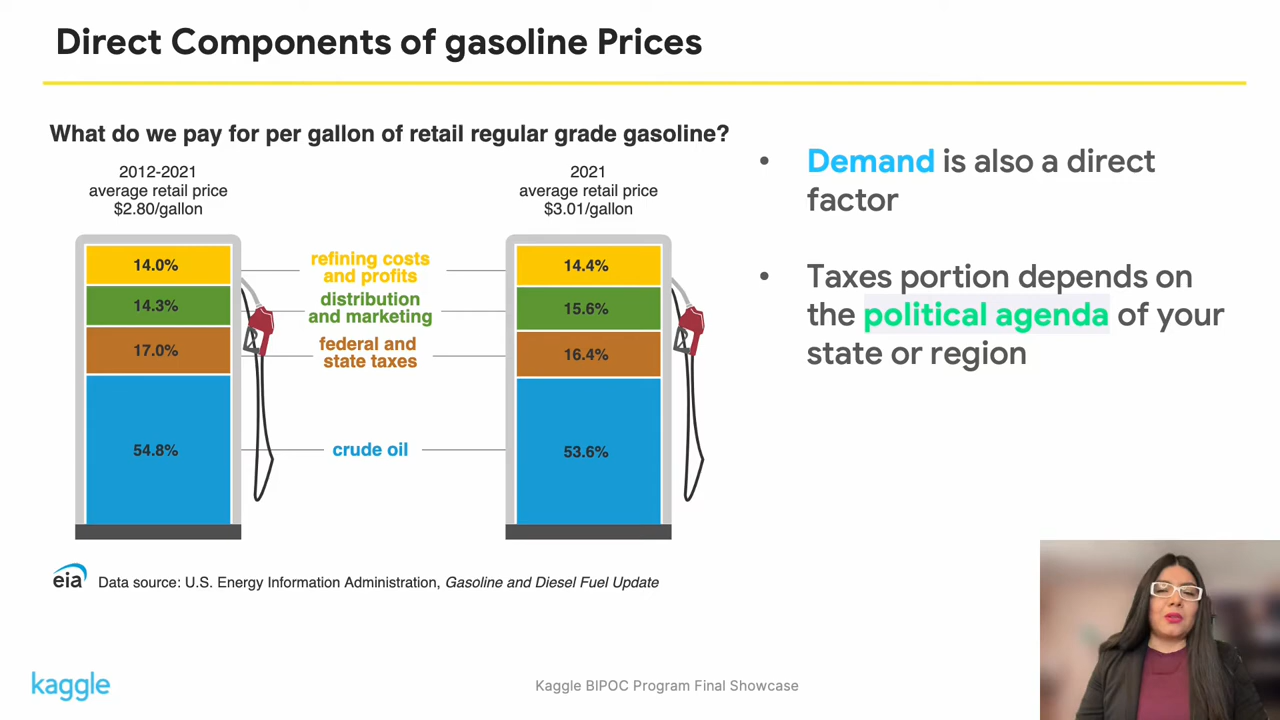 Direct Components of gasoline Prices
What do we pay for per gallon of retail regular grade gasoline?
2012-2021
average retail price
$2.80/gallon
2021
average retail price
$3.01/gallon
14.0%
14.3%
17.0%
54.8%
refining costs
and profits
distribution
and marketing
federal and
state taxes
crude oil
14.4%
15.6%
16.4%
53.6%
eia
Data source: U.S. Energy Information Administration, Gasoline and Diesel Fuel Update
• Demand is also a direct
factor
• Taxes portion depends on
the political agenda of your
state or region
kaggle
Kaggle BIPOC Program Final Showcase